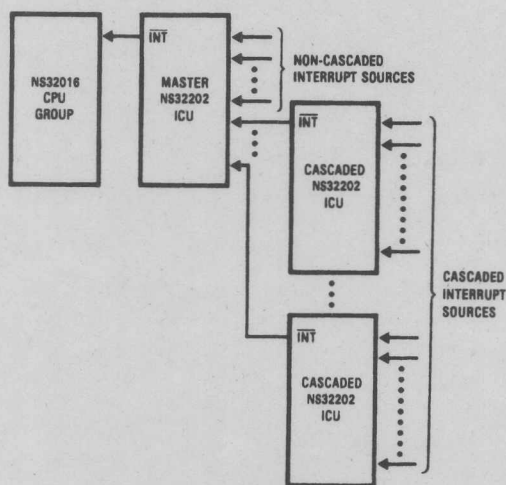 NS32016
CPU
GROUP
INT
MASTER
NS32202
ICU
NON-CASCADED
INTERRUPT SOURCES
INT
CASCADED
NS32202
ICU
CASCADED
INTERRUPT
SOURCES
INT
CASCADED
NS32202
ICU